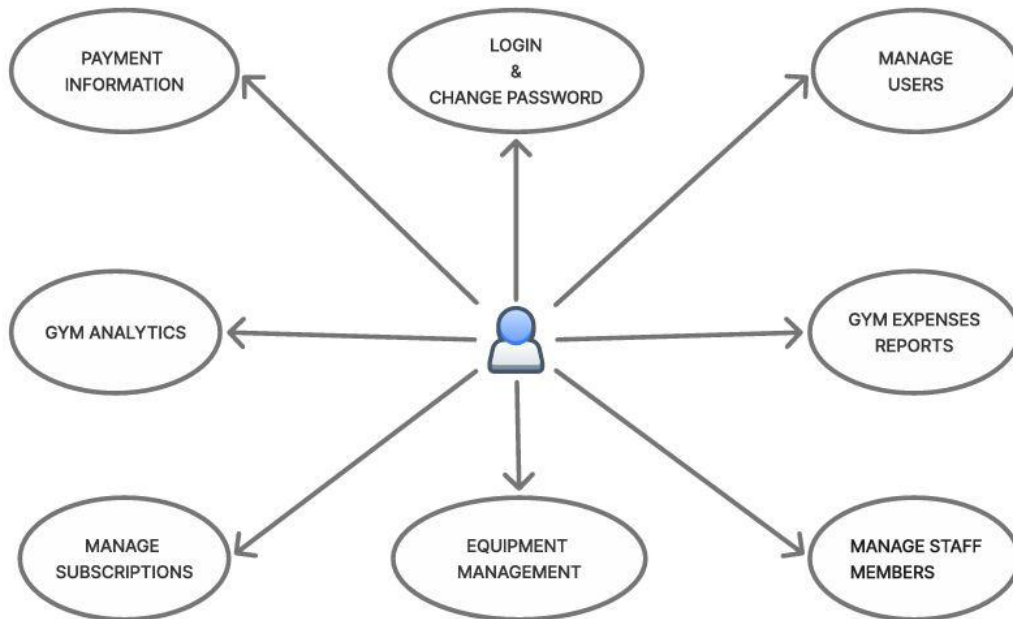 PAYMENT
INFORMATION
LOGIN
&
CHANGE PASSWORD
MANAGE
USERS
GYM ANALYTICS
GYM EXPENSES
REPORTS
MANAGE
SUBSCRIPTIONS
EQUIPMENT
MANAGEMENT
MANAGE STAFF
MEMBERS